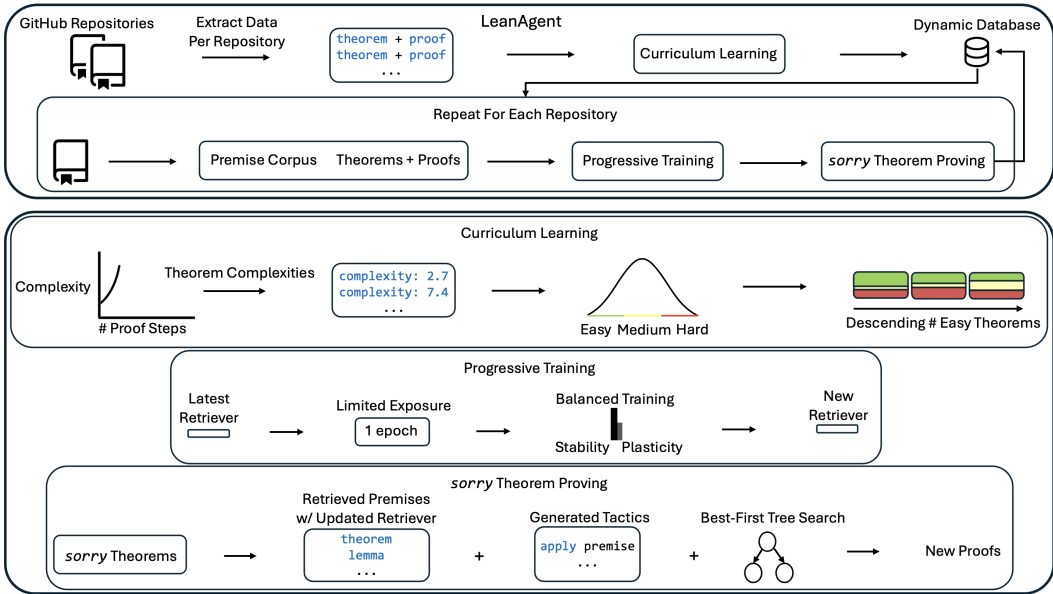 LeanAgent
GitHub Repositories
Extract Data
Per Repository
theorem + proof
theorem + proof
...
Curriculum Learning
Dynamic Database
Repeat For Each Repository
Premise Corpus Theorems + Proofs
Progressive Training
sorry Theorem Proving
Curriculum Learning
Complexity
# Proof Steps
Theorem Complexities
complexity: 2.7
complexity: 7.4
...
Easy Medium Hard
Descending # Easy Theorems
Progressive Training
Latest
Retriever
Limited Exposure
1 epoch
Balanced Training
Stability Plasticity
New
Retriever
sorry Theorem Proving
sorry Theorems
Retrieved Premises
w/ Updated Retriever
theorem
lemma
...
+
Generated Tactics
apply premise
...
+
Best-First Tree Search
New Proofs